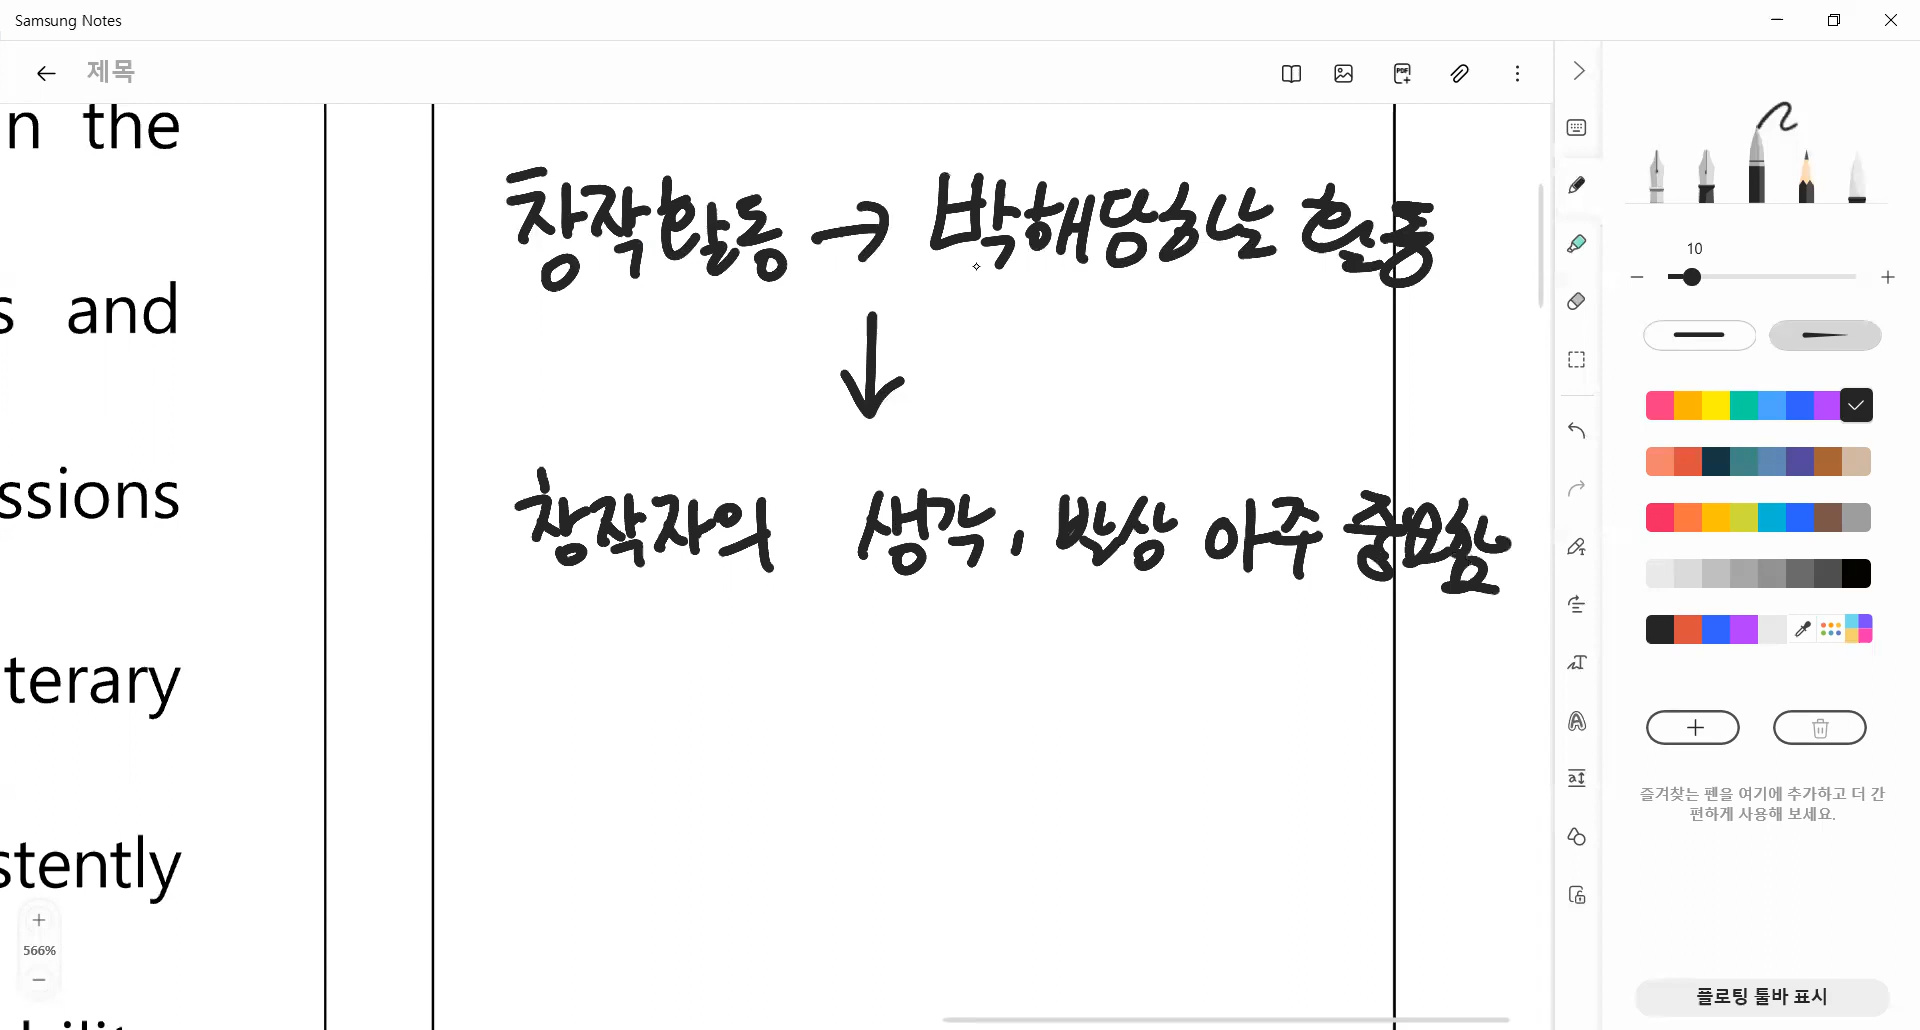 Samsung Notes
제목
n the
창작활동 → 박해당하는 활동
s and
↓
ssions
창작자의 생각, 발상 아주 중요함
terary
stently
10
즐겨찾는 펜을 여기에 추가하고 더 간
편하게 사용해 보세요.
566%
플로팅 툴바 표시